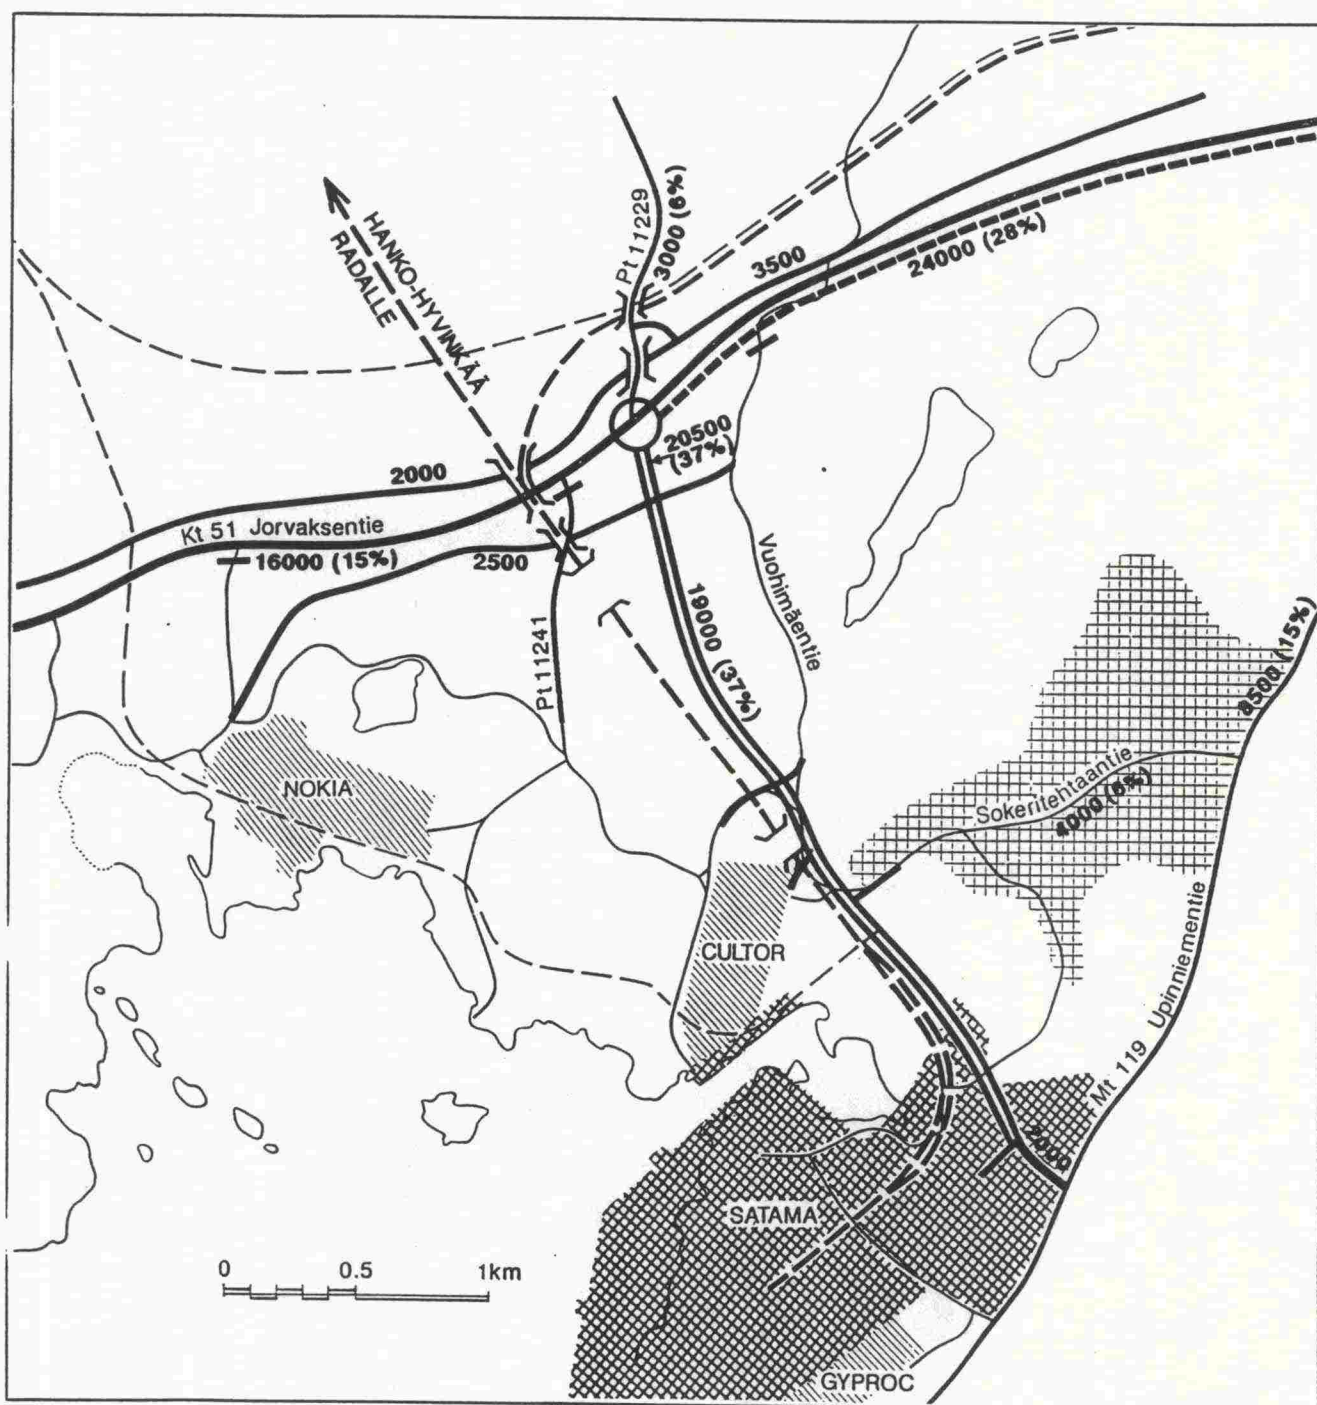 Pt 11229
3000 (6%)
HANKO-HYVINKÄÄ
RADALLE
3500
24000 (28%)
20500
(37%)
2000
Kt 51 Jorvaksentie
16000 (15%)
2500
Vuohimäentie
19000 (37%)
Pt 11241
8500 (15%)
NOKIA
Sokeritehtaantie
4000 (6%)
CULTOR
Mt 119 Upinniementie
2000
SATAMA
0 0.5 1km
GYPROC